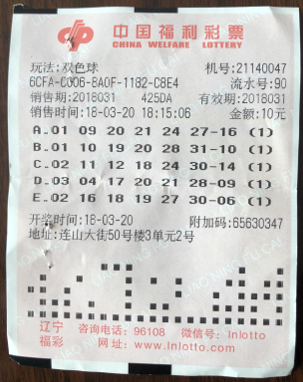 中国福利彩票
CHINA WELFARE LOTTERY
玩法:双色球 机号:21140047
6CFA-C006-8A0F-1182-C8E4 流水号:90
销售期:2018031 425DA 有效期:2018031
销售时间:18-03-20 18:15:06 金额:10元
A.01 09 20 21 24 27-16 (1)
B.01 10 19 20 28 31-10 (1)
C.02 11 12 18 24 30-14 (1)
D.03 04 17 20 21 28-09 (1)
E.02 16 18 19 27 30-06 (1)
开奖时间:18-03-20 附加码:65630347
地址:连山大街50号楼3单元2号
辽宁 咨询电话:96108 微信号:lnlotto
福彩 网址:www.lnlotto.com